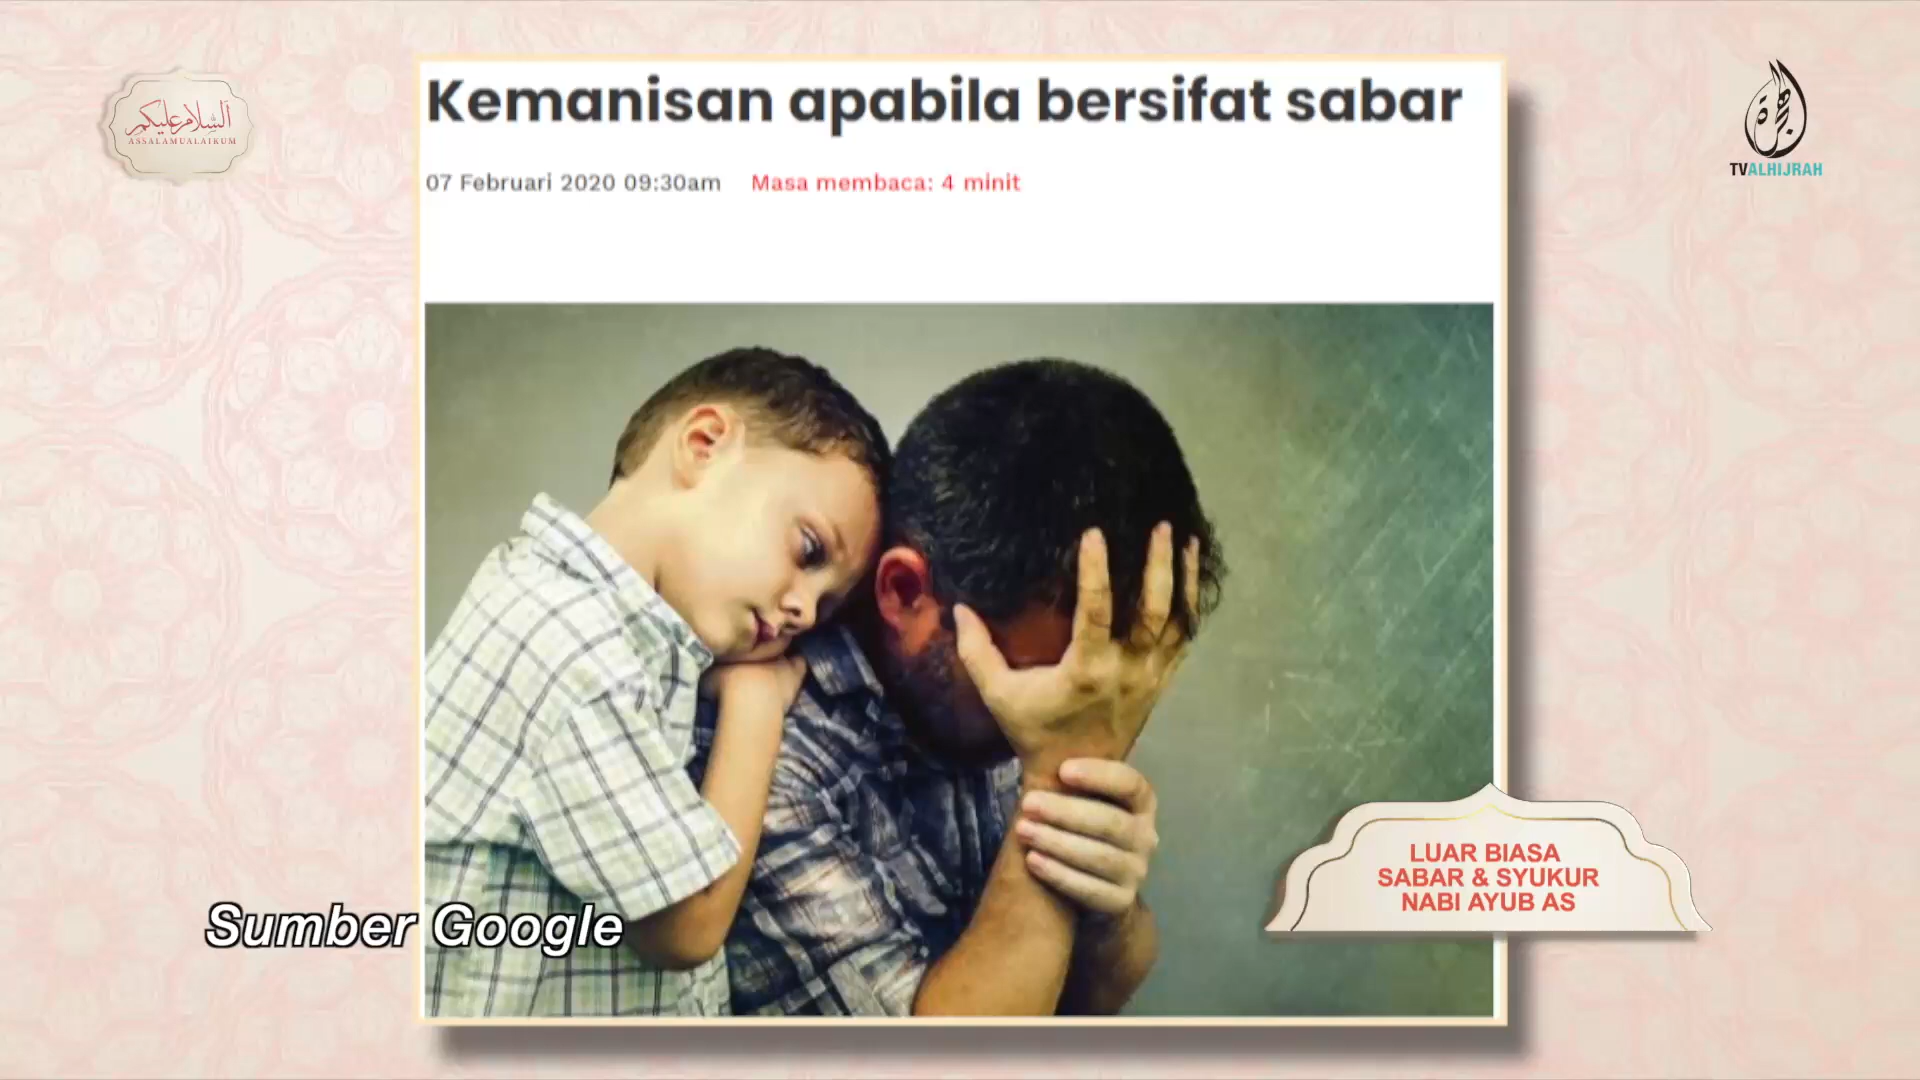 Kemanisan apabila bersifat sabar
07 Februari 2020 09:30am Masa membaca: 4 minit
السلام عليكم
ASSALAMUALAIKUM
هجرة
TVALHIJRAH
Sumber Google
LUAR BIASA
SABAR & SYUKUR
NABI AYUB AS